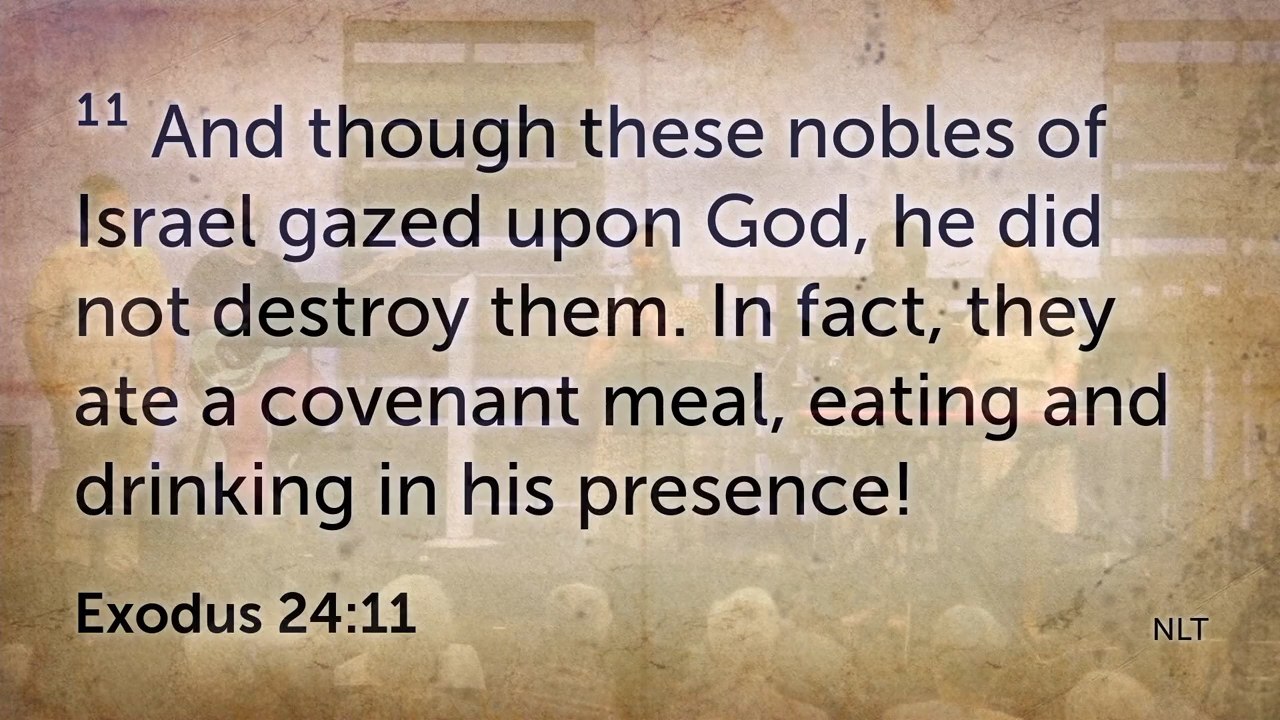 11 And though these nobles of
Israel gazed upon God, he did
not destroy them. In fact, they
ate a covenant meal, eating and
drinking in his presence!
Exodus 24:11
NLT